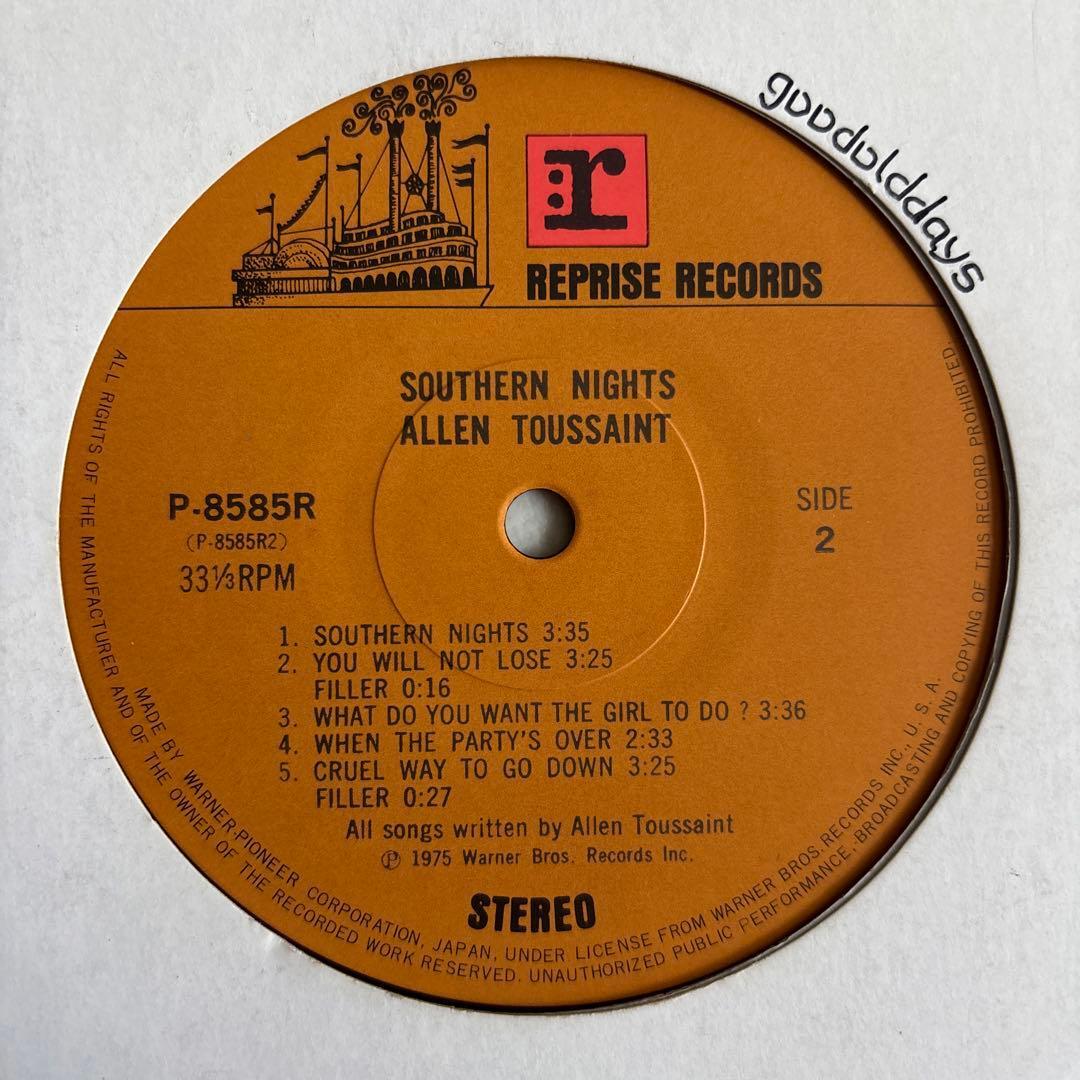 goodolddays
r
REPRISE RECORDS
SOUTHERN NIGHTS
ALLEN TOUSSAINT
P-8585R
(P-8585R2)
33⅓RPM
SIDE
2
1. SOUTHERN NIGHTS 3:35
2. YOU WILL NOT LOSE 3:25
FILLER 0:16
3. WHAT DO YOU WANT THE GIRL TO DO ? 3:36
4. WHEN THE PARTY'S OVER 2:33
5. CRUEL WAY TO GO DOWN 3:25
FILLER 0:27
All songs written by Allen Toussaint
℗ 1975 Warner Bros. Records Inc.
STEREO
MADE BY WARNER-PIONEER CORPORATION, JAPAN, UNDER LICENSE FROM WARNER BROS. RECORDS INC., U. S. A.
ALL RIGHTS OF THE MANUFACTURER AND OF THE OWNER OF THE RECORDED WORK RESERVED. UNAUTHORIZED PUBLIC PERFORMANCE, BROADCASTING AND COPYING OF THIS RECORD PROHIBITED.